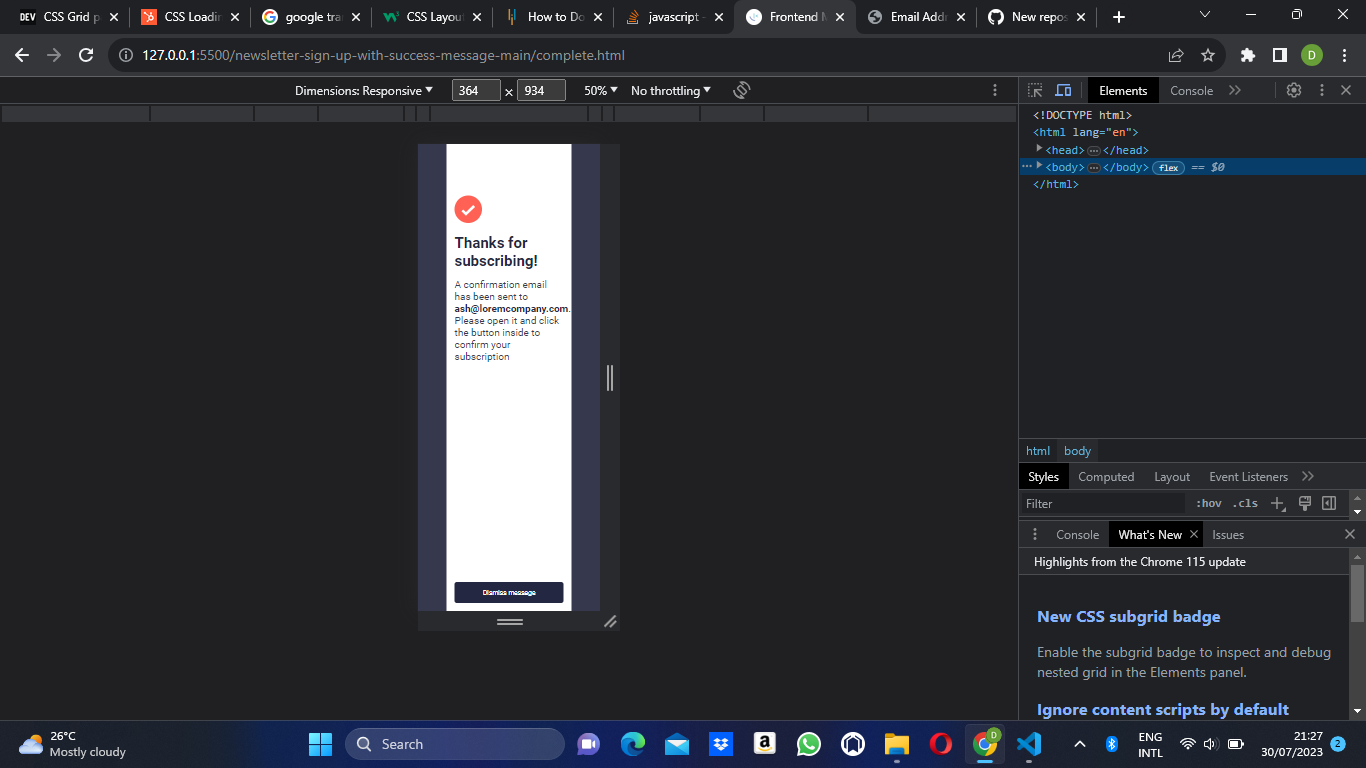 CSS Grid p
CSS Loadin
google tra
CSS Layou
How to Do
javascript -
Frontend M
Email Addr
New repos
127.0.0.1:5500/newsletter-sign-up-with-success-message-main/complete.html
D
Dimensions: Responsive 364 × 934 50% No throttling
Elements Console
<!DOCTYPE html>
<html lang="en">
<head> … </head>
<body> … </body> flex == $0
</html>
Thanks for
subscribing!
A confirmation email
has been sent to
ash@loremcompany.com.
Please open it and click
the button inside to
confirm your
subscription
Dismiss message
html body
Styles Computed Layout Event Listeners
Filter :hov .cls
Console What's New Issues
Highlights from the Chrome 115 update
New CSS subgrid badge
Enable the subgrid badge to inspect and debug
nested grid in the Elements panel.
Ignore content scripts by default
26°C
Mostly cloudy
Search
ENG
INTL
21:27
30/07/2023
2